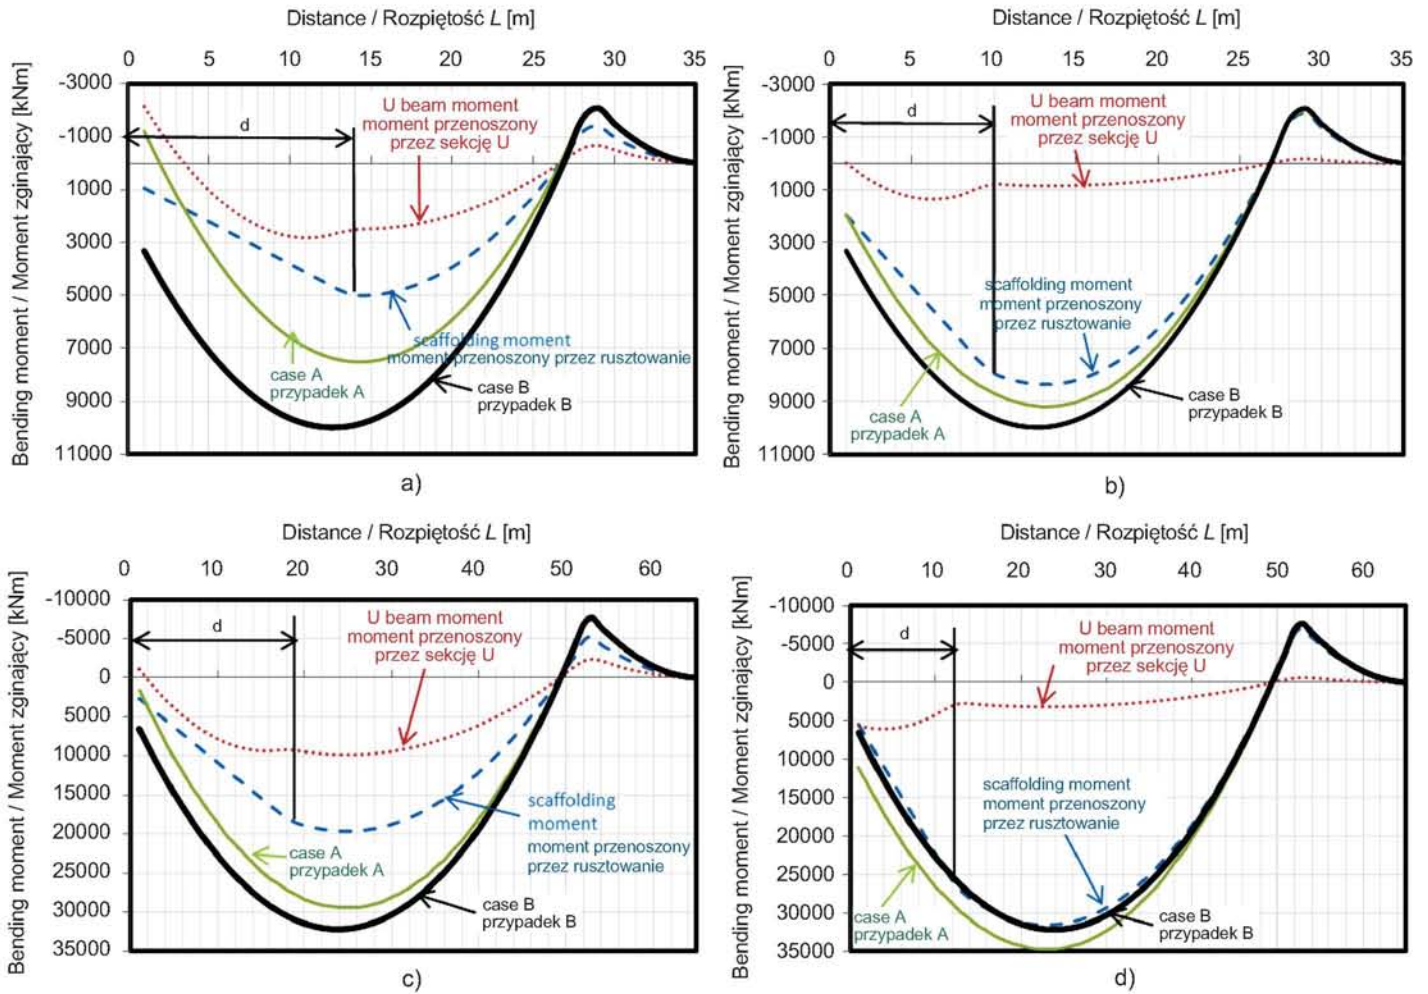 Distance / Rozpiętość L [m]
0 5 10 15 20 25 30 35
Bending moment / Moment zginający [kNm]
-3000
-1000
1000
3000
5000
7000
9000
11000
d
U beam moment
moment przenoszony
przez sekcję U
scaffolding moment
moment przenoszony przez rusztowanie
case A
przypadek A
case B
przypadek B
a)
Distance / Rozpiętość L [m]
0 5 10 15 20 25 30 35
Bending moment / Moment zginający [kNm]
-3000
-1000
1000
3000
5000
7000
9000
11000
d
U beam moment
moment przenoszony
przez sekcję U
scaffolding moment
moment przenoszony
przez rusztowanie
case A
przypadek A
case B
przypadek B
b)
Distance / Rozpiętość L [m]
0 10 20 30 40 50 60
Bending moment / Moment zginający [kNm]
-10000
-5000
0
5000
10000
15000
20000
25000
30000
35000
d
U beam moment
moment przenoszony
przez sekcję U
scaffolding
moment
moment przenoszony
przez rusztowanie
case A
przypadek A
case B
przypadek B
c)
Distance / Rozpiętość L [m]
0 10 20 30 40 50 60
Bending moment / Moment zginający [kNm]
-10000
-5000
0
5000
10000
15000
20000
25000
30000
35000
d
U beam moment
moment przenoszony
przez sekcję U
scaffolding moment
moment przenoszony
przez rusztowanie
case A
przypadek A
case B
przypadek B
d)